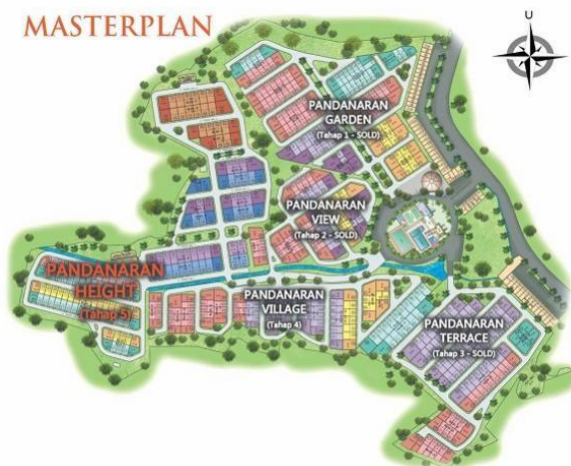 MASTERPLAN
U
PANDANARAN
GARDEN
(Tahap 1 - SOLD)
PANDANARAN
VIEW
(Tahap 2 - SOLD)
PANDANARAN
HEIGHT
(Tahap 5)
PANDANARAN
VILLAGE
(Tahap 4)
PANDANARAN
TERRACE
(Tahap 3 - SOLD)